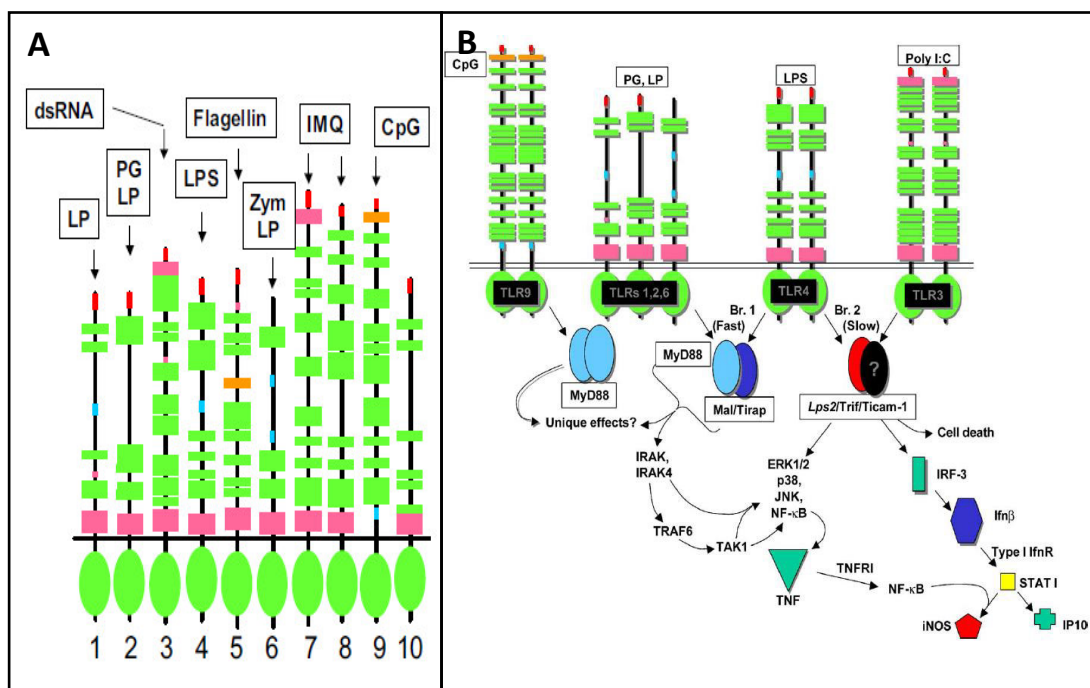 A
dsRNA
Flagellin
IMQ
CpG
PG
LP
LPS
LP
Zym
LP
1 2 3 4 5 6 7 8 9 10
B
CpG
PG, LP
LPS
Poly I:C
TLR9
TLRs 1,2,6
TLR4
TLR3
Br. 1
(Fast)
Br. 2
(Slow)
MyD88
MyD88
Mal/Tirap
?
Lps2/Trif/Ticam-1
Unique effects?
Cell death
IRAK,
IRAK4
ERK1/2
p38,
JNK,
NF-κB
IRF-3
Ifnβ
TRAF6
TAK1
Type I IfnR
TNF
TNFRI
NF-κB
STAT I
iNOS
IP10